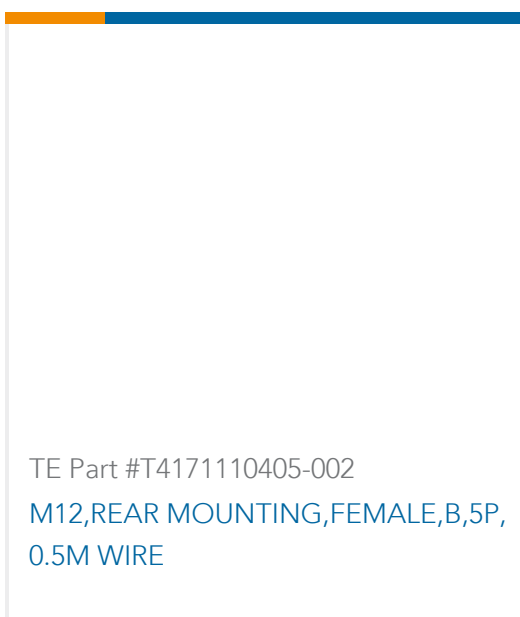 TE Part #T4171110405-002
M12,REAR MOUNTING,FEMALE,B,5P,
0.5M WIRE